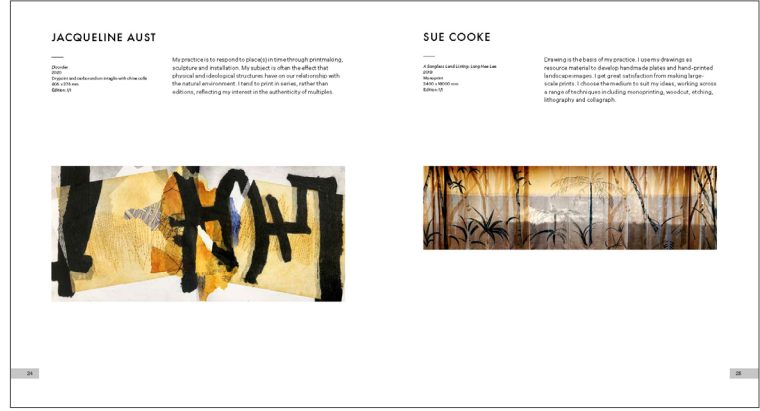 JACQUELINE AUST
Disorder
2020
Drypoint and carborundum intaglio with chine collé
Edition: 1/1
My practice is to respond to place(s) in time through printmaking,
sculpture and installation. My subject is often the effect that
physical and ideological structures have on our relationship with
the natural environment. I tend to print in series, rather than
editions, reflecting my interest in the authenticity of multiples.
24
SUE COOKE
2019
Monoprint
Edition: 1/1
Drawing is the basis of my practice. I use my drawings as
resource material to develop handmade plates and hand-printed
landscape images. I get great satisfaction from making large-
scale prints. I choose the medium to suit my ideas, working across
a range of techniques including monoprinting, woodcut, etching,
lithography and collagraph.
25